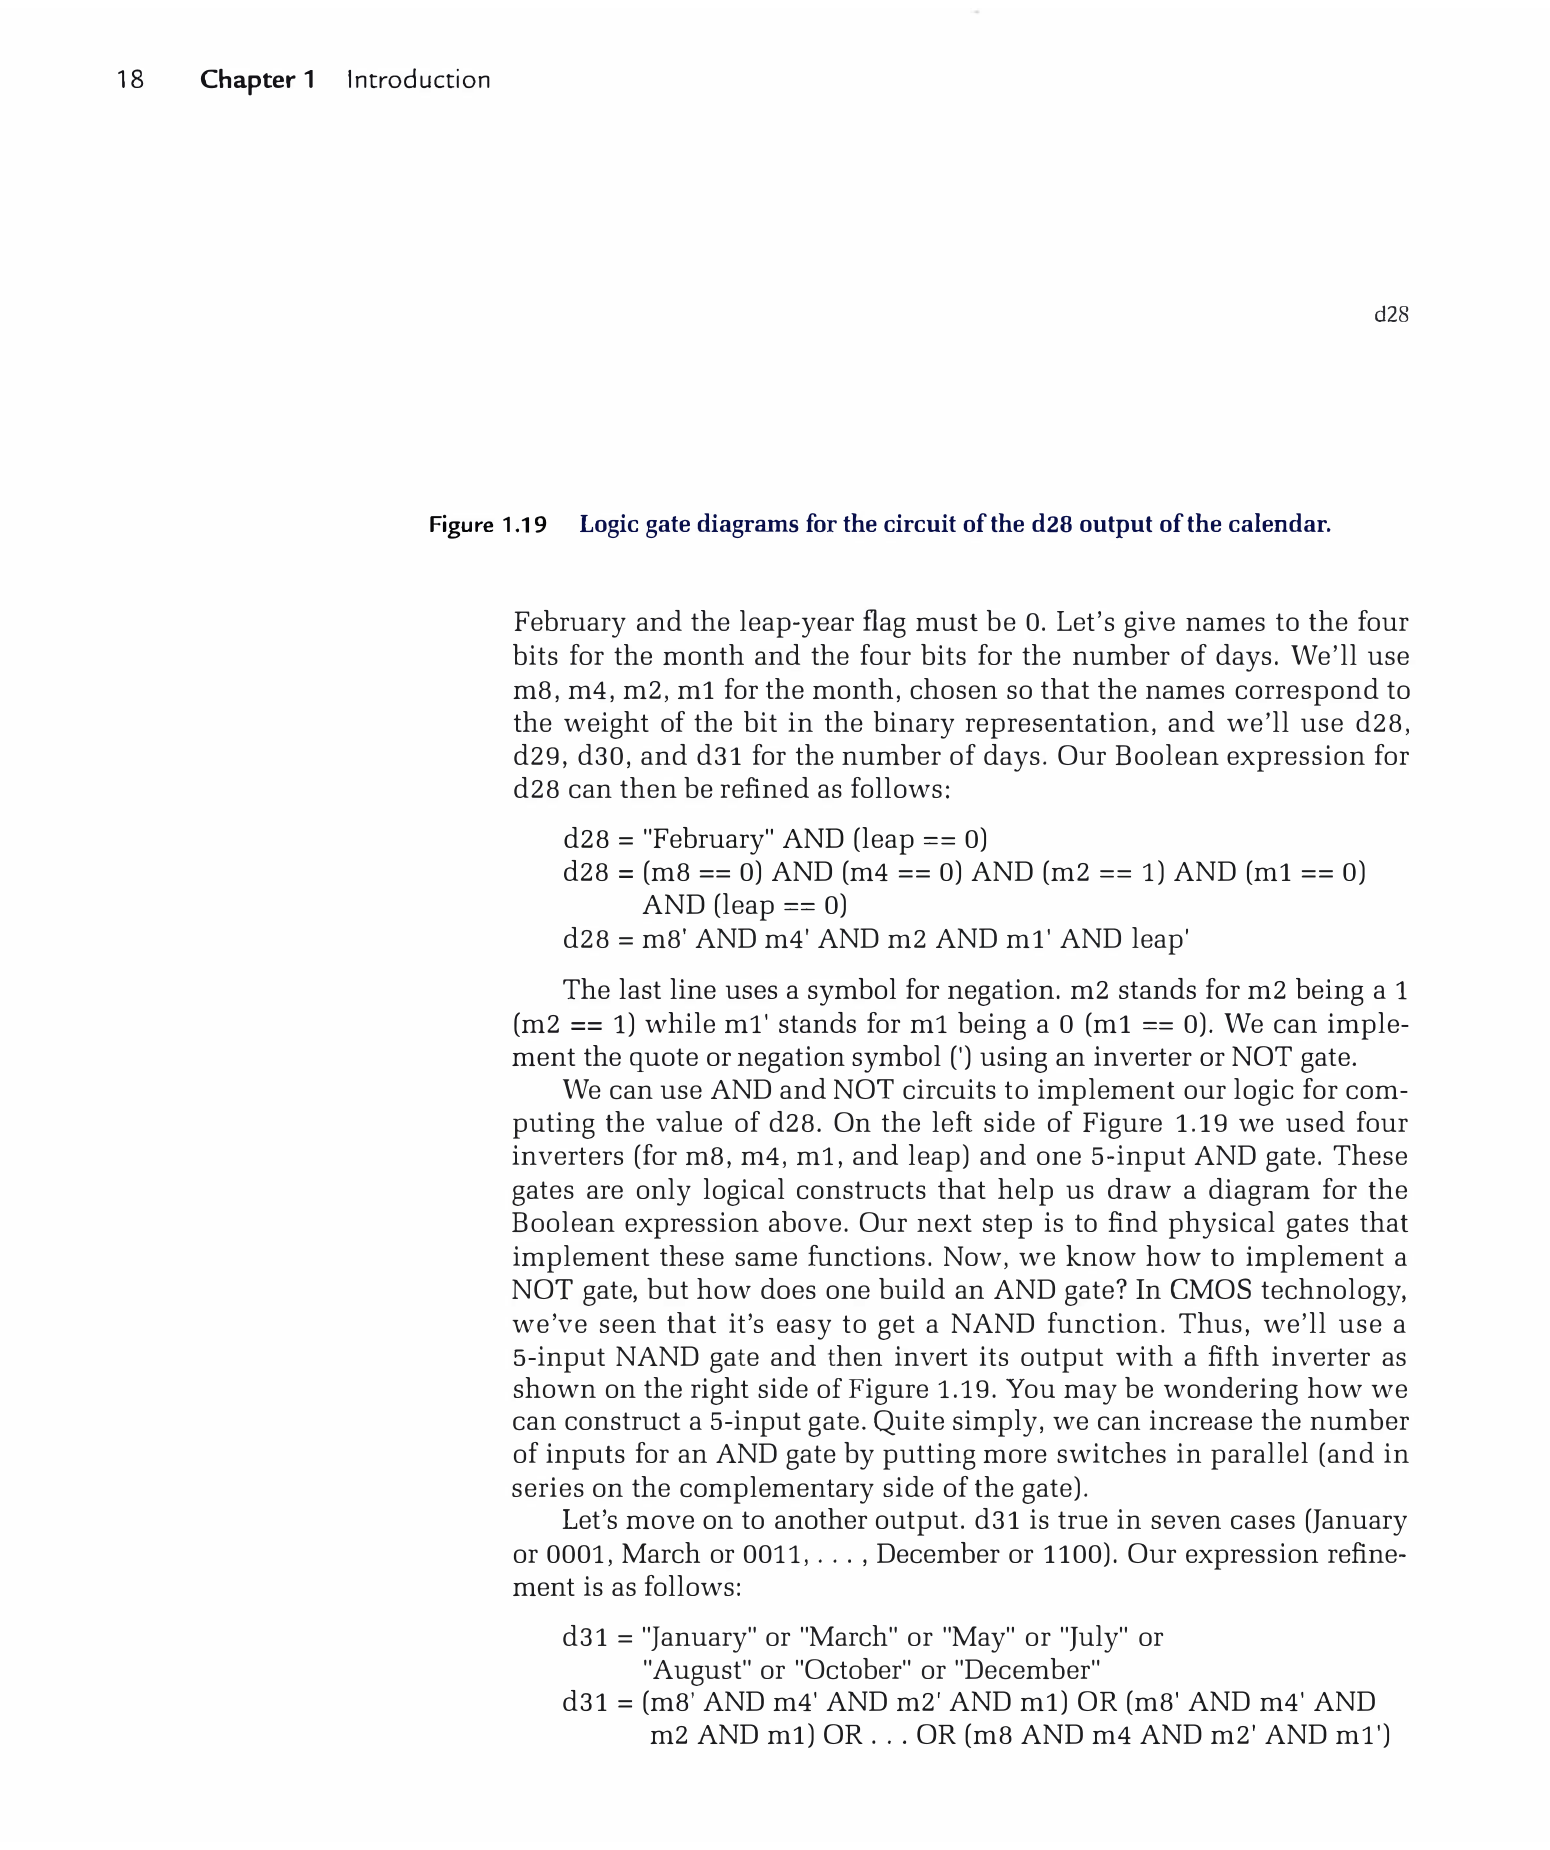 18 Chapter 1 Introduction
d28
Figure 1.19 Logic gate diagrams for the circuit of the d28 output of the calendar.
February and the leap-year flag must be 0. Let's give names to the four
bits for the month and the four bits for the number of days. We'll use
m8, m4, m2, m1 for the month, chosen so that the names correspond to
the weight of the bit in the binary representation, and we'll use d28,
d29, d30, and d31 for the number of days. Our Boolean expression for
d28 can then be refined as follows:
d28 = "February" AND (leap == 0)
d28 = (m8 == 0) AND (m4 == 0) AND (m2 == 1) AND (m1 == 0)
AND (leap == 0)
d28 = m8' AND m4' AND m2 AND m1' AND leap'
The last line uses a symbol for negation. m2 stands for m2 being a 1
(m2 == 1) while m1' stands for m1 being a 0 (m1 == 0). We can imple-
ment the quote or negation symbol (') using an inverter or NOT gate.
We can use AND and NOT circuits to implement our logic for com-
puting the value of d28. On the left side of Figure 1.19 we used four
inverters (for m8, m4, m1, and leap) and one 5-input AND gate. These
gates are only logical constructs that help us draw a diagram for the
Boolean expression above. Our next step is to find physical gates that
implement these same functions. Now, we know how to implement a
NOT gate, but how does one build an AND gate? In CMOS technology,
we've seen that it's easy to get a NAND function. Thus, we'll use a
5-input NAND gate and then invert its output with a fifth inverter as
shown on the right side of Figure 1.19. You may be wondering how we
can construct a 5-input gate. Quite simply, we can increase the number
of inputs for an AND gate by putting more switches in parallel (and in
series on the complementary side of the gate).
Let's move on to another output. d31 is true in seven cases (January
or 0001, March or 0011, . . . , December or 1100). Our expression refine-
ment is as follows:
d31 = "January" or "March" or "May" or "July" or
"August" or "October" or "December"
d31 = (m8' AND m4' AND m2' AND m1) OR (m8' AND m4' AND
m2 AND m1) OR . . . OR (m8 AND m4 AND m2' AND m1')